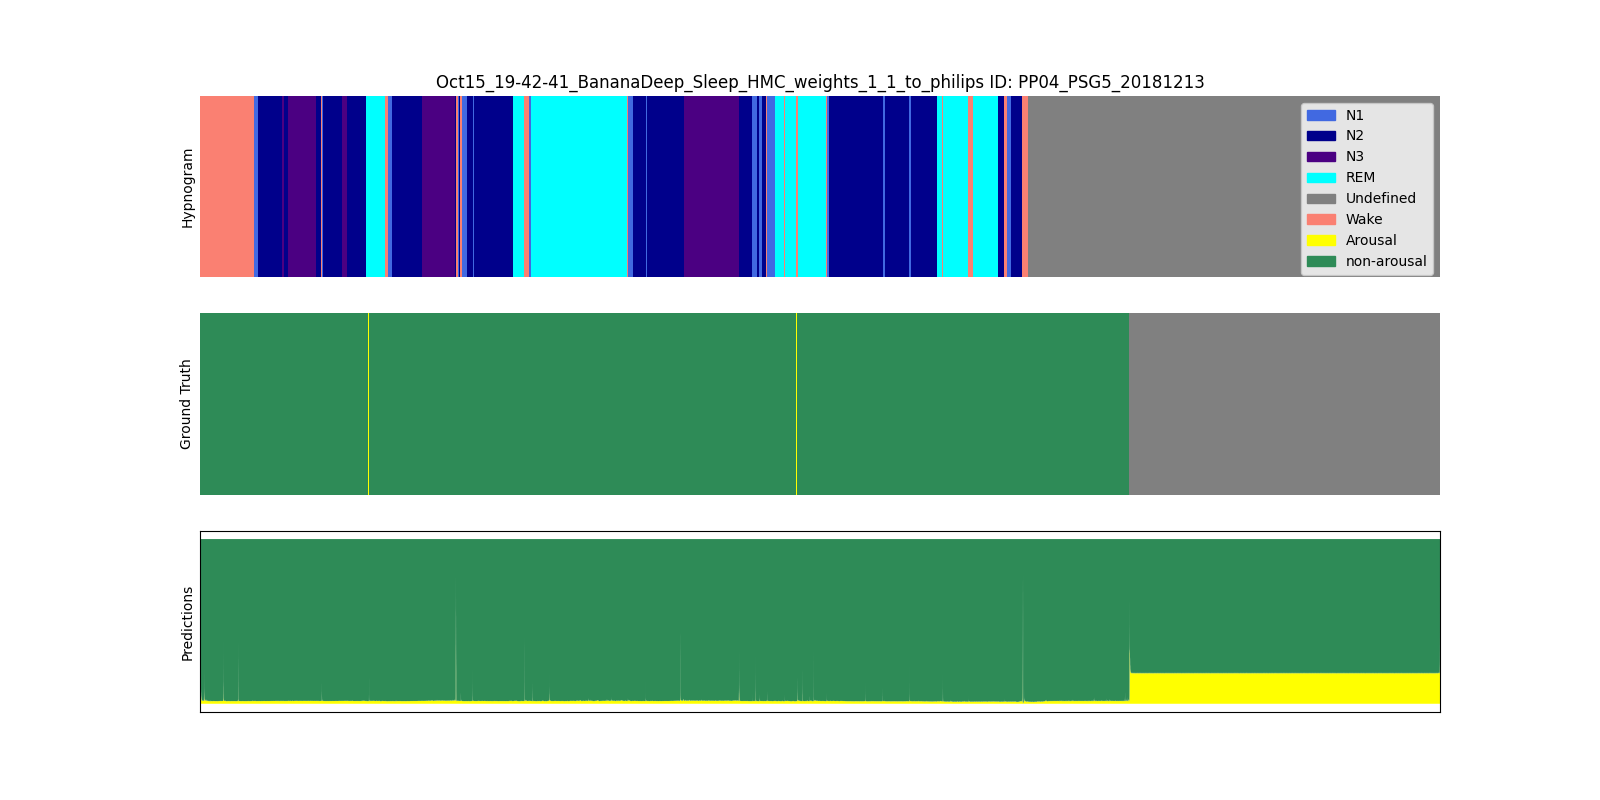 Oct15_19-42-41_BananaDeep_Sleep_HMC_weights_1_1_to_philips ID: PP04_PSG5_20181213
Hypnogram
N1
N2
N3
REM
Undefined
Wake
Arousal
non-arousal
Ground Truth
Predictions